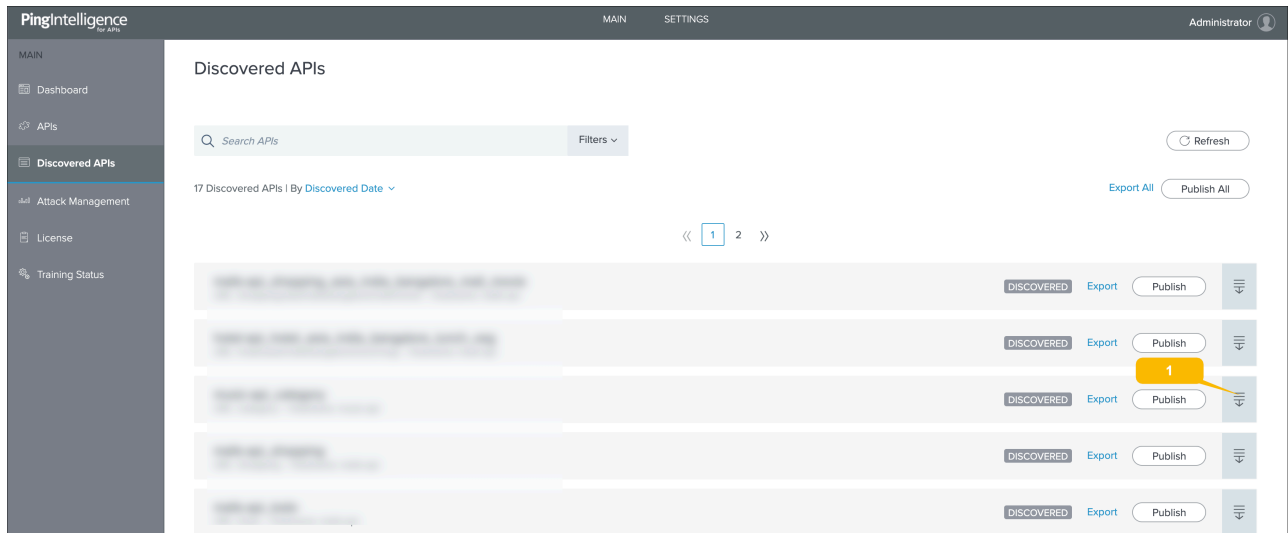 PingIntelligence
for APIs
MAIN SETTINGS
Administrator
MAIN
Dashboard
APIs
Discovered APIs
Attack Management
License
Training Status
Discovered APIs
Search APIs
Filters
Refresh
17 Discovered APIs | By Discovered Date
Export All Publish All
1 2
DISCOVERED Export Publish
DISCOVERED Export Publish
1
DISCOVERED Export Publish
DISCOVERED Export Publish
DISCOVERED Export Publish